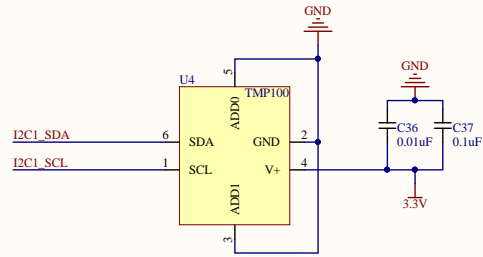 GND
U4
TMP100
5
ADD0
GND
I2C1_SDA
6
SDA
GND
2
C36
0.01uF
C37
0.1uF
I2C1_SCL
1
SCL
V+
4
ADD1
3
3.3V